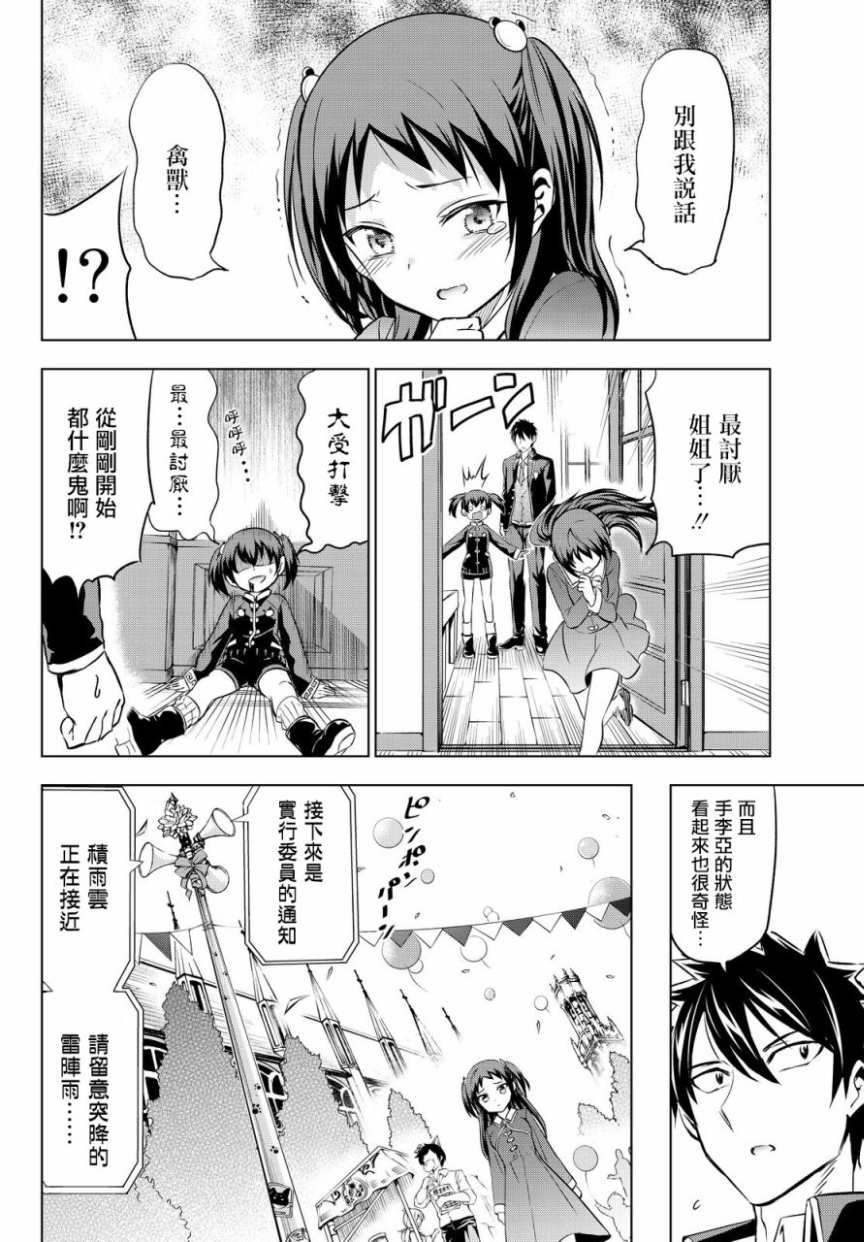 別跟我說話
禽獸…
!?
最討厭
姐姐了…!!
ガーン
大受打擊
呼呼呼…
最…最討厭…
從剛剛開始
都什麼鬼啊!?
而且
手李亞的狀態
看起來也很奇怪…
ピンポンパーン
接下來是
實行委員的通知
積雨雲
正在接近
請留意突降的
雷陣雨……